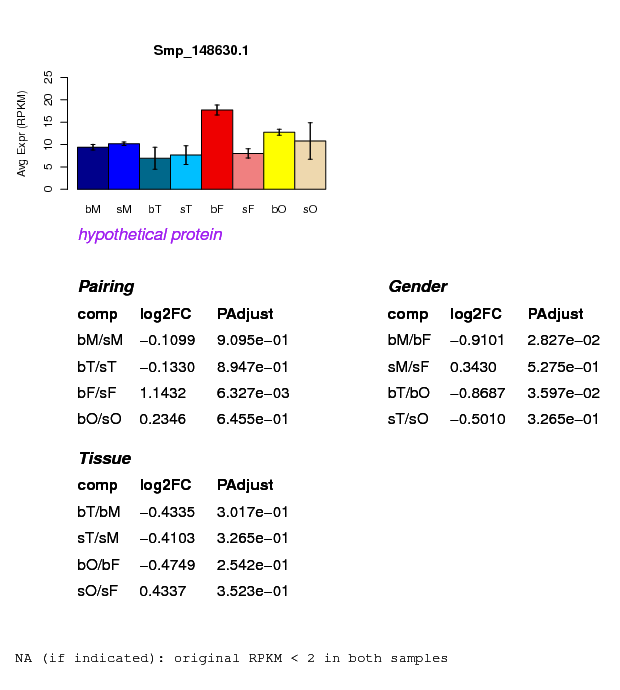 Smp_148630.1
Avg Expr (RPKM)
0 5 10 15 20 25
bM sM bT sT bF sF bO sO
hypothetical protein
Pairing
comp log2FC PAdjust
bM/sM −0.1099 9.095e−01
bT/sT −0.1330 8.947e−01
bF/sF 1.1432 6.327e−03
bO/sO 0.2346 6.455e−01
Gender
comp log2FC PAdjust
bM/bF −0.9101 2.827e−02
sM/sF 0.3430 5.275e−01
bT/bO −0.8687 3.597e−02
sT/sO −0.5010 3.265e−01
Tissue
comp log2FC PAdjust
bT/bM −0.4335 3.017e−01
sT/sM −0.4103 3.265e−01
bO/bF −0.4749 2.542e−01
sO/sF 0.4337 3.523e−01
NA (if indicated): original RPKM < 2 in both samples